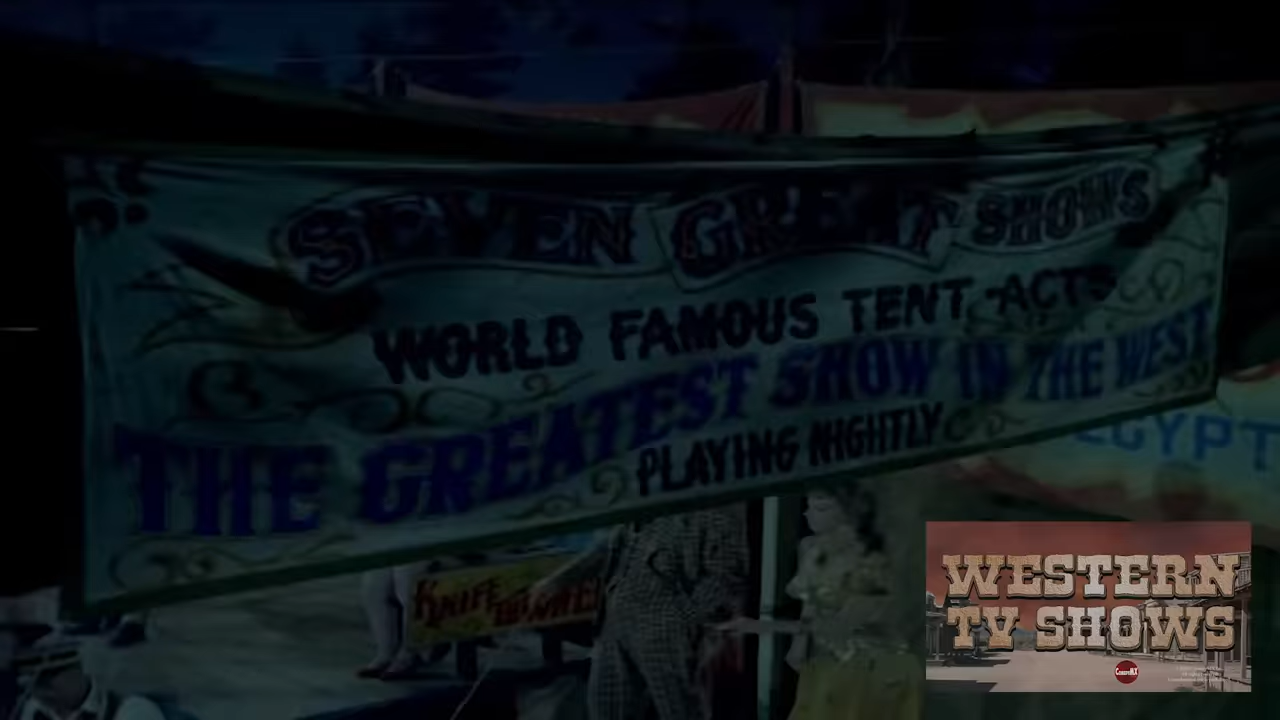 SEVEN GREAT SHOWS
WORLD FAMOUS TENT ACTS
THE GREATEST SHOW IN THE WEST
PLAYING NIGHTLY
EGYPT
KNIFE
WESTERN
TV SHOWS